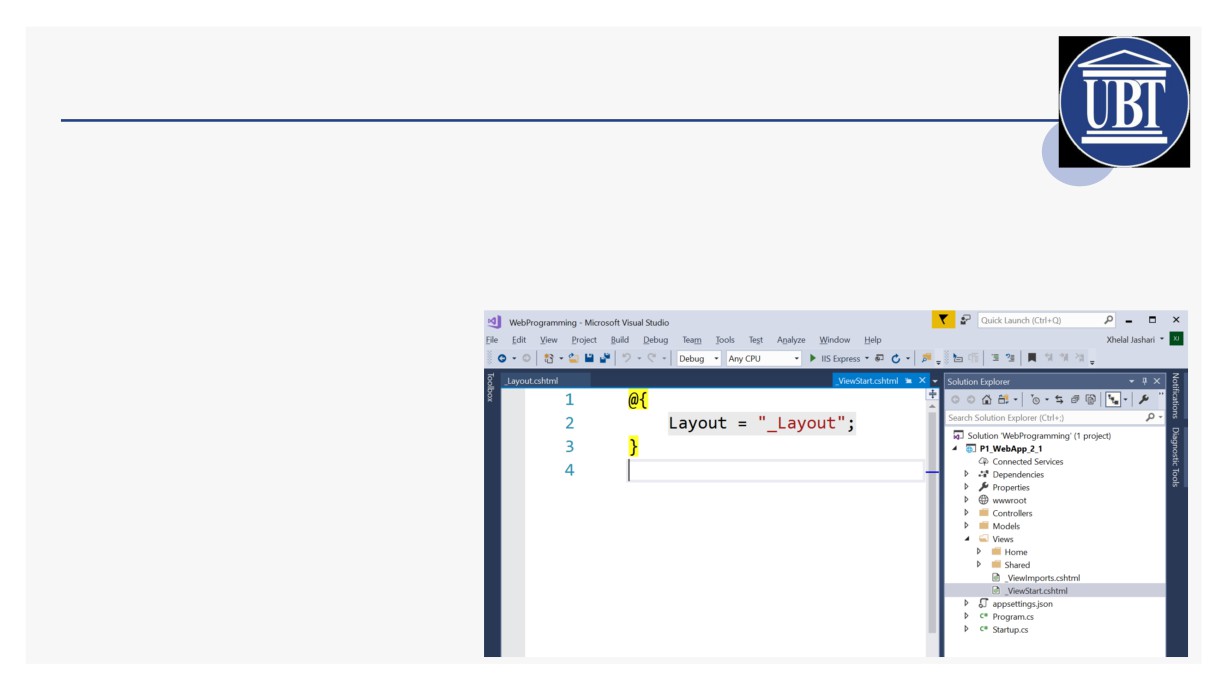 UBT
WebProgramming - Microsoft Visual Studio
Quick Launch (Ctrl+Q)
File Edit View Project Build Debug Team Tools Test Analyze Window Help
Xhelal Jashari XJ
Debug Any CPU IIS Express
Toolbox
_Layout.cshtml _ViewStart.cshtml
1 @{
2 Layout = "_Layout";
3 }
4
Solution Explorer
Search Solution Explorer (Ctrl+;)
Solution 'WebProgramming' (1 project)
P1_WebApp_2_1
Connected Services
Dependencies
Properties
wwwroot
Controllers
Models
Views
Home
Shared
_ViewImports.cshtml
_ViewStart.cshtml
appsettings.json
C# Program.cs
C# Startup.cs
Notifications
Diagnostic Tools